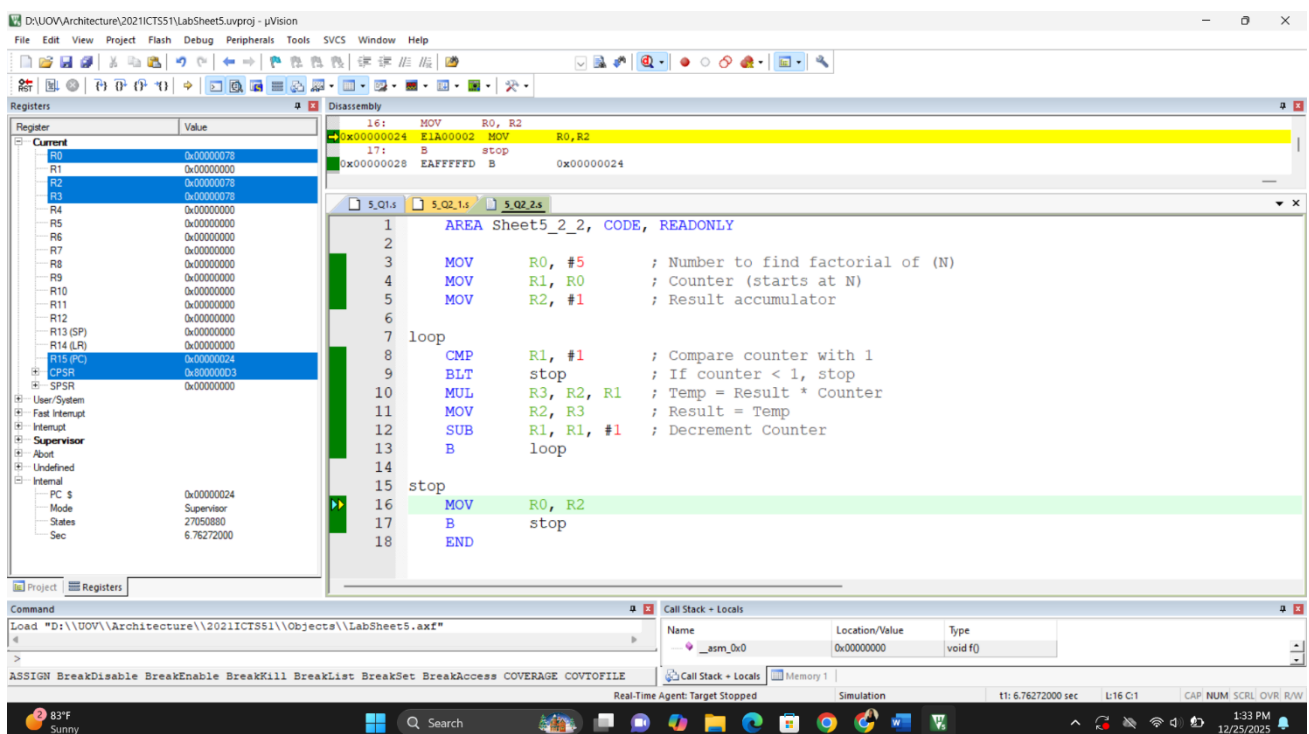 D:\UOV\Architecture\2021ICTS51\LabSheet5.uvproj - µVision
File Edit View Project Flash Debug Peripherals Tools SVCS Window Help
RST
Registers
Register Value
Current
R0 0x00000078
R1 0x00000000
R2 0x00000078
R3 0x00000078
R4 0x00000000
R5 0x00000000
R6 0x00000000
R7 0x00000000
R8 0x00000000
R9 0x00000000
R10 0x00000000
R11 0x00000000
R12 0x00000000
R13 (SP) 0x00000000
R14 (LR) 0x00000000
R15 (PC) 0x00000024
CPSR 0x800000D3
SPSR 0x00000000
User/System
Fast Interrupt
Interrupt
Supervisor
Abort
Undefined
Internal
PC $ 0x00000024
Mode Supervisor
States 27050880
Sec 6.76272000
Project Registers
Disassembly
16: MOV R0, R2
0x00000024 E1A00002 MOV R0,R2
17: B stop
0x00000028 EAFFFFFD B 0x00000024
5_Q1.s 5_Q2_1.s 5_Q2_2.s
1 AREA Sheet5_2_2, CODE, READONLY
2
3 MOV R0, #5 ; Number to find factorial of (N)
4 MOV R1, R0 ; Counter (starts at N)
5 MOV R2, #1 ; Result accumulator
6
7 loop
8 CMP R1, #1 ; Compare counter with 1
9 BLT stop ; If counter < 1, stop
10 MUL R3, R2, R1 ; Temp = Result * Counter
11 MOV R2, R3 ; Result = Temp
12 SUB R1, R1, #1 ; Decrement Counter
13 B loop
14
15 stop
16 MOV R0, R2
17 B stop
18 END
Command
Load "D:\\UOV\\Architecture\\2021ICTS51\\Objects\\LabSheet5.axf"
>
ASSIGN BreakDisable BreakEnable BreakKill BreakList BreakSet BreakAccess COVERAGE COVTOFILE
Call Stack + Locals
Name Location/Value Type
__asm_0x0 0x00000000 void f()
Call Stack + Locals Memory 1
Real-Time Agent: Target Stopped Simulation t1: 6.76272000 sec L:16 C:1 CAP NUM SCRL OVR R/W
2
83°F
Sunny
Search
1:33 PM
12/25/2025